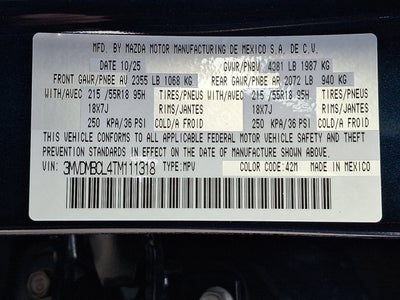 MFD. BY MAZDA MOTOR MANUFACTURING DE MEXICO S.A. DE C.V.
DATE 10/25 GVWR/PNBV 4381 LB 1987 KG
FRONT GAWR/PNBE AV 2355 LB 1068 KG REAR GAWR/PNBE AR 2072 LB 940 KG
WITH/AVEC 215 /55R18 95H TIRES/PNEUS WITH/AVEC 215 /55R18 95H TIRES/PNEUS
18X7J RIMS/JANTES 18X7J RIMS/JANTES
250 KPA/36 PSI COLD/A FROID 250 KPA/36 PSI COLD/A FROID
THIS VEHICLE CONFORMS TO ALL APPLICABLE FEDERAL MOTOR VEHICLE SAFETY AND THEFT
PREVENTION STANDARDS IN EFFECT ON THE DATE OF MANUFACTURE SHOWN ABOVE.
VIN: 3MVDMBCL4TM111318 TYPE:MPV COLOR CODE:42M MADE IN MEXICO